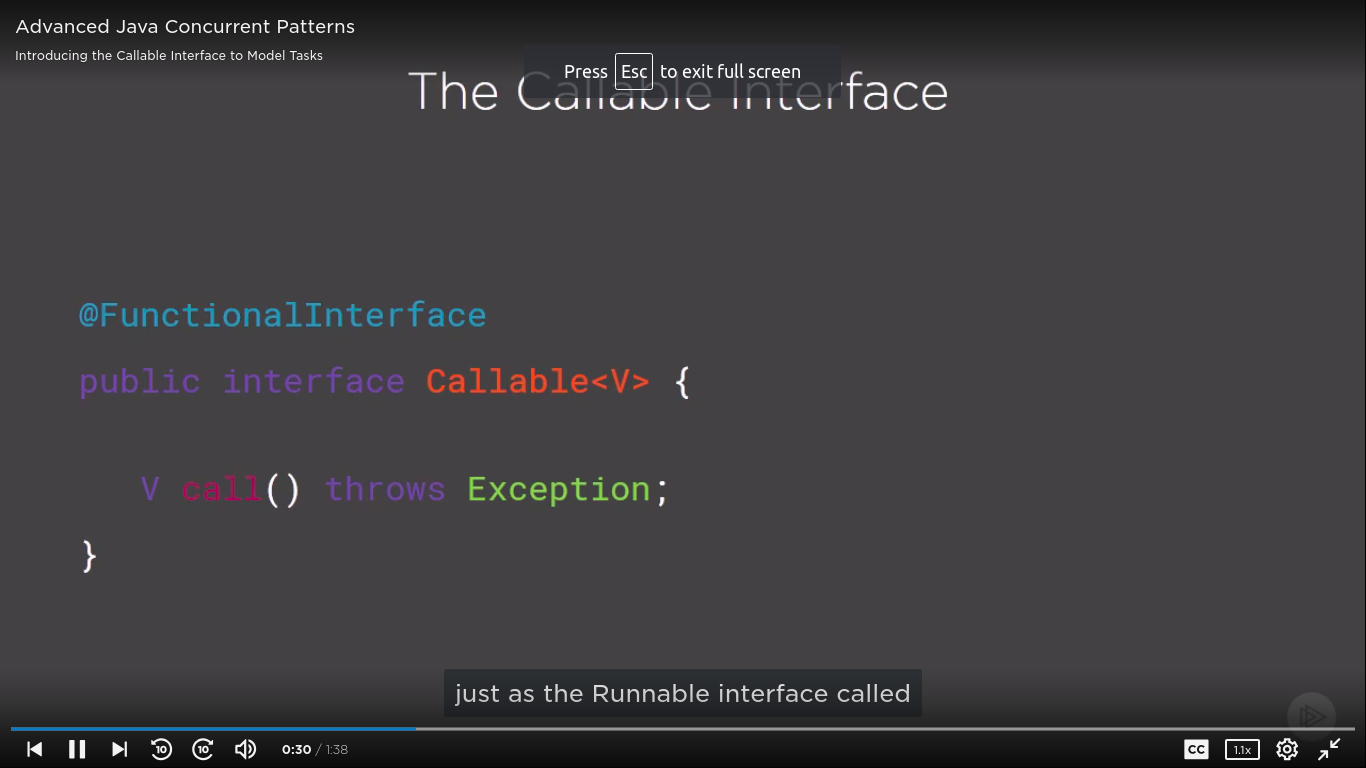 Advanced Java Concurrent Patterns
Introducing the Callable Interface to Model Tasks
Press Esc to exit full screen
The Callable Interface
@FunctionalInterface
public interface Callable<V> {
V call() throws Exception;
}
just as the Runnable interface called
10 10 0:30 / 1:38 CC 1.1x